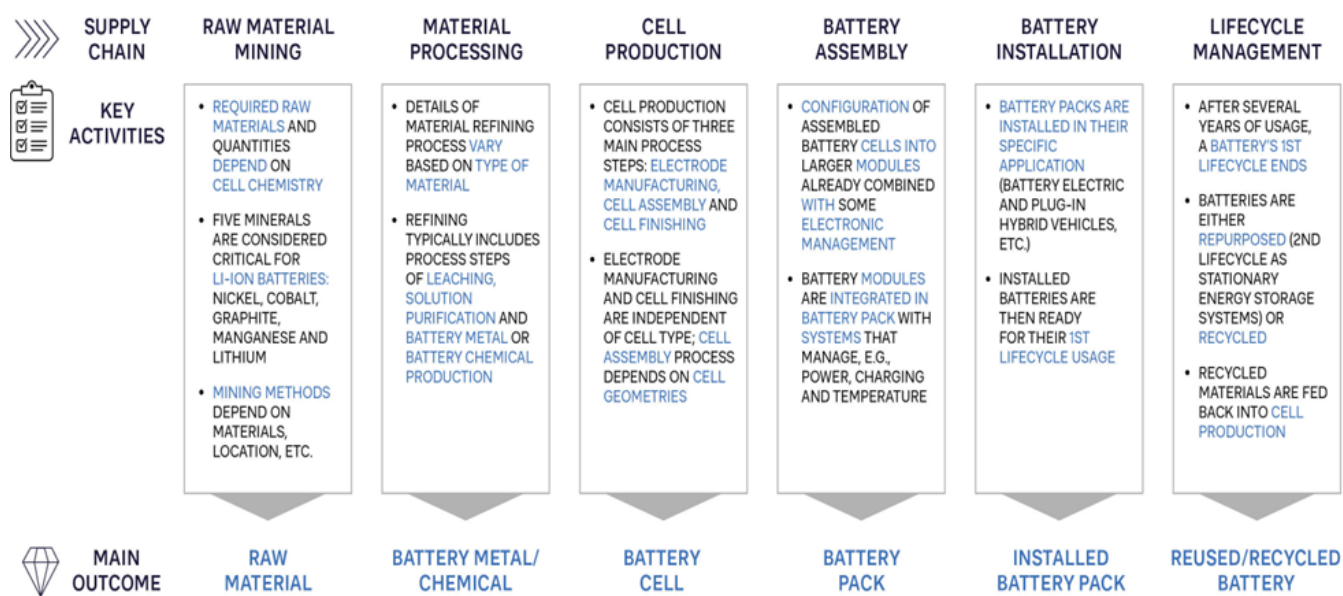 SUPPLY
CHAIN
RAW MATERIAL
MINING
MATERIAL
PROCESSING
CELL
PRODUCTION
BATTERY
ASSEMBLY
BATTERY
INSTALLATION
LIFECYCLE
MANAGEMENT
KEY
ACTIVITIES
• REQUIRED RAW
MATERIALS AND
QUANTITIES
DEPEND ON
CELL CHEMISTRY
• FIVE MINERALS
ARE CONSIDERED
CRITICAL FOR
LI-ION BATTERIES:
NICKEL, COBALT,
GRAPHITE,
MANGANESE AND
LITHIUM
• MINING METHODS
DEPEND ON
MATERIALS,
LOCATION, ETC.
• DETAILS OF
MATERIAL REFINING
PROCESS VARY
BASED ON TYPE OF
MATERIAL
• REFINING
TYPICALLY INCLUDES
PROCESS STEPS
OF LEACHING,
SOLUTION
PURIFICATION AND
BATTERY METAL OR
BATTERY CHEMICAL
PRODUCTION
• CELL PRODUCTION
CONSISTS OF THREE
MAIN PROCESS
STEPS: ELECTRODE
MANUFACTURING,
CELL ASSEMBLY AND
CELL FINISHING
• ELECTRODE
MANUFACTURING
AND CELL FINISHING
ARE INDEPENDENT
OF CELL TYPE; CELL
ASSEMBLY PROCESS
DEPENDS ON CELL
GEOMETRIES
• CONFIGURATION OF
ASSEMBLED
BATTERY CELLS INTO
LARGER MODULES
ALREADY COMBINED
WITH SOME
ELECTRONIC
MANAGEMENT
• BATTERY MODULES
ARE INTEGRATED IN
BATTERY PACK WITH
SYSTEMS THAT
MANAGE, E.G.,
POWER, CHARGING
AND TEMPERATURE
• BATTERY PACKS ARE
INSTALLED IN THEIR
SPECIFIC
APPLICATION
(BATTERY ELECTRIC
AND PLUG-IN
HYBRID VEHICLES,
ETC.)
• INSTALLED
BATTERIES ARE
THEN READY
FOR THEIR 1ST
LIFECYCLE USAGE
• AFTER SEVERAL
YEARS OF USAGE,
A BATTERY'S 1ST
LIFECYCLE ENDS
• BATTERIES ARE
EITHER
REPURPOSED (2ND
LIFECYCLE AS
STATIONARY
ENERGY STORAGE
SYSTEMS) OR
RECYCLED
• RECYCLED
MATERIALS ARE FED
BACK INTO CELL
PRODUCTION
MAIN
OUTCOME
RAW
MATERIAL
BATTERY METAL/
CHEMICAL
BATTERY
CELL
BATTERY
PACK
INSTALLED
BATTERY PACK
REUSED/RECYCLED
BATTERY